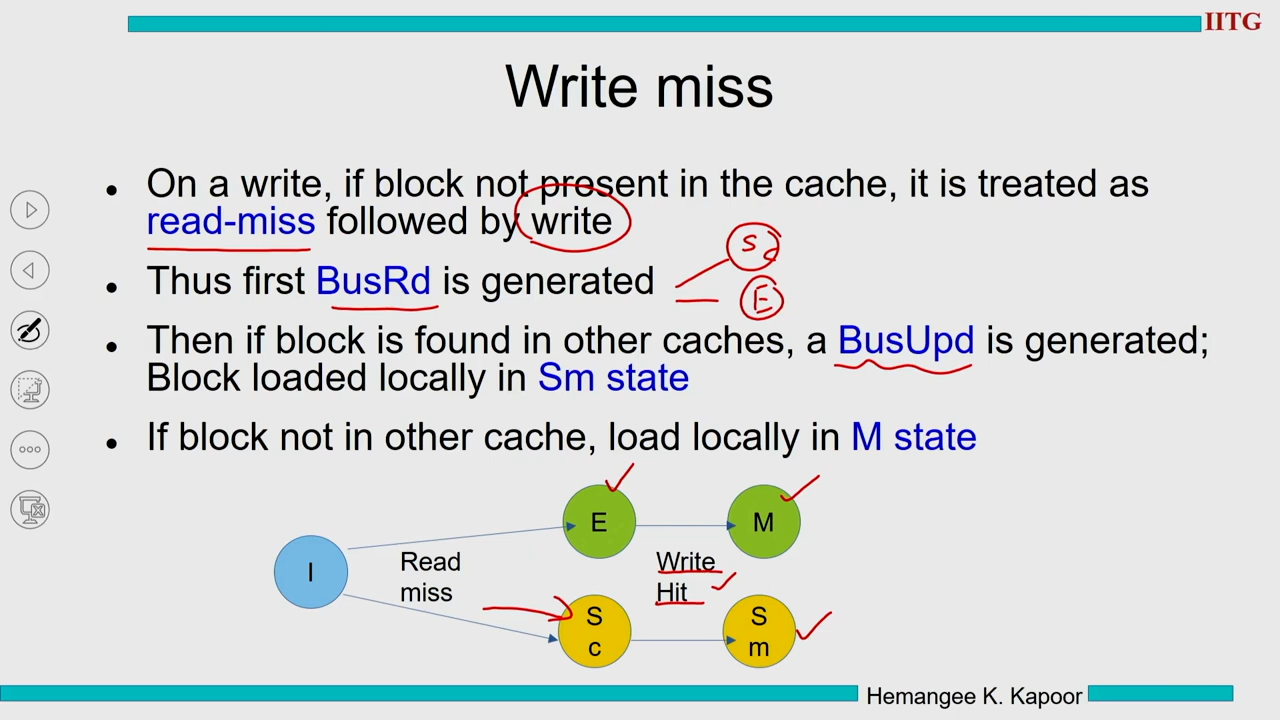 IITG
Write miss
• On a write, if block not present in the cache, it is treated as
read-miss followed by write
• Thus first BusRd is generated
Sc
E
• Then if block is found in other caches, a BusUpd is generated;
Block loaded locally in Sm state
• If block not in other cache, load locally in M state
E
M
I
Read
miss
Write
Hit
S
c
S
m
Hemangee K. Kapoor